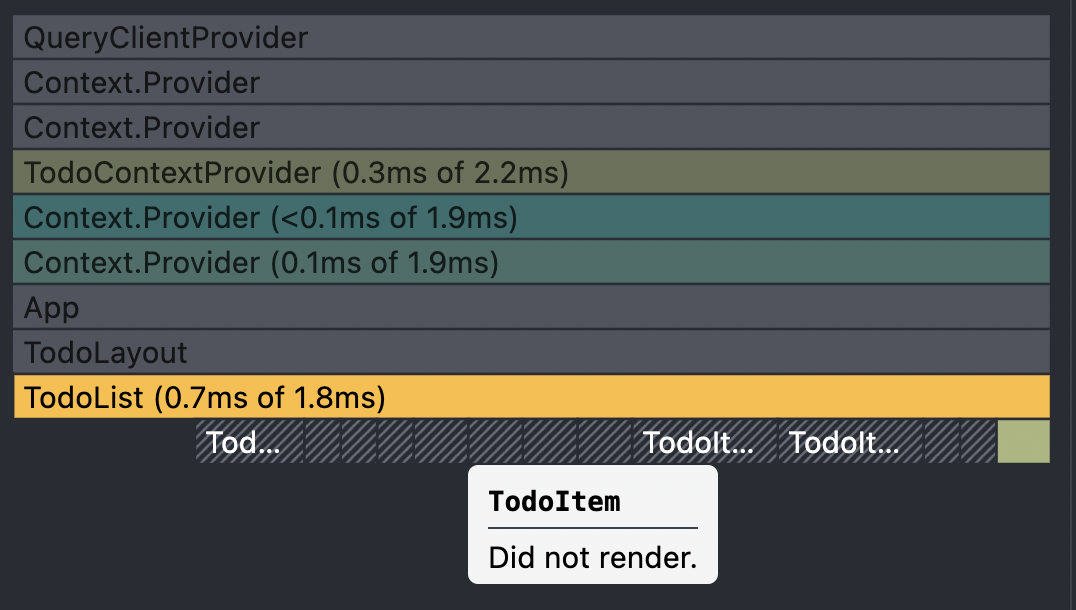 QueryClientProvider
Context.Provider
Context.Provider
TodoContextProvider (0.3ms of 2.2ms)
Context.Provider (<0.1ms of 1.9ms)
Context.Provider (0.1ms of 1.9ms)
App
TodoLayout
TodoList (0.7ms of 1.8ms)
Tod... TodoIt... TodoIt...
TodoItem
Did not render.